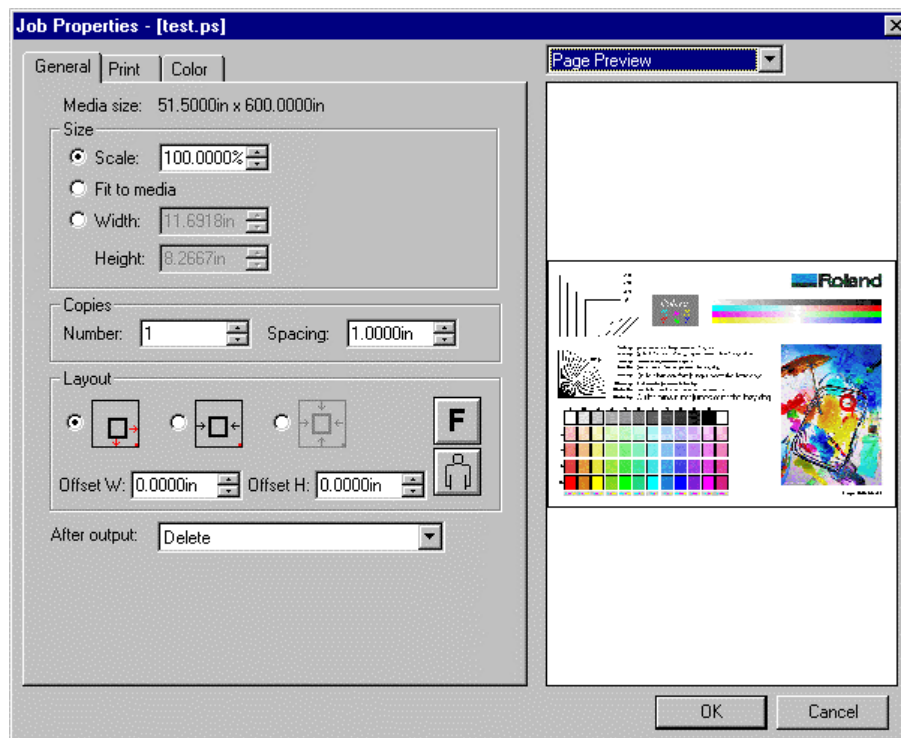 Job Properties - [test.ps]
General Print Color
Page Preview
Media size: 51.5000in x 600.0000in
Size
Scale: 100.0000%
Fit to media
Width: 11.6918in
Height: 8.2667in
Copies
Number: 1 Spacing: 1.0000in
Layout
F
Offset W: 0.0000in Offset H: 0.0000in
After output: Delete
Roland
OK Cancel